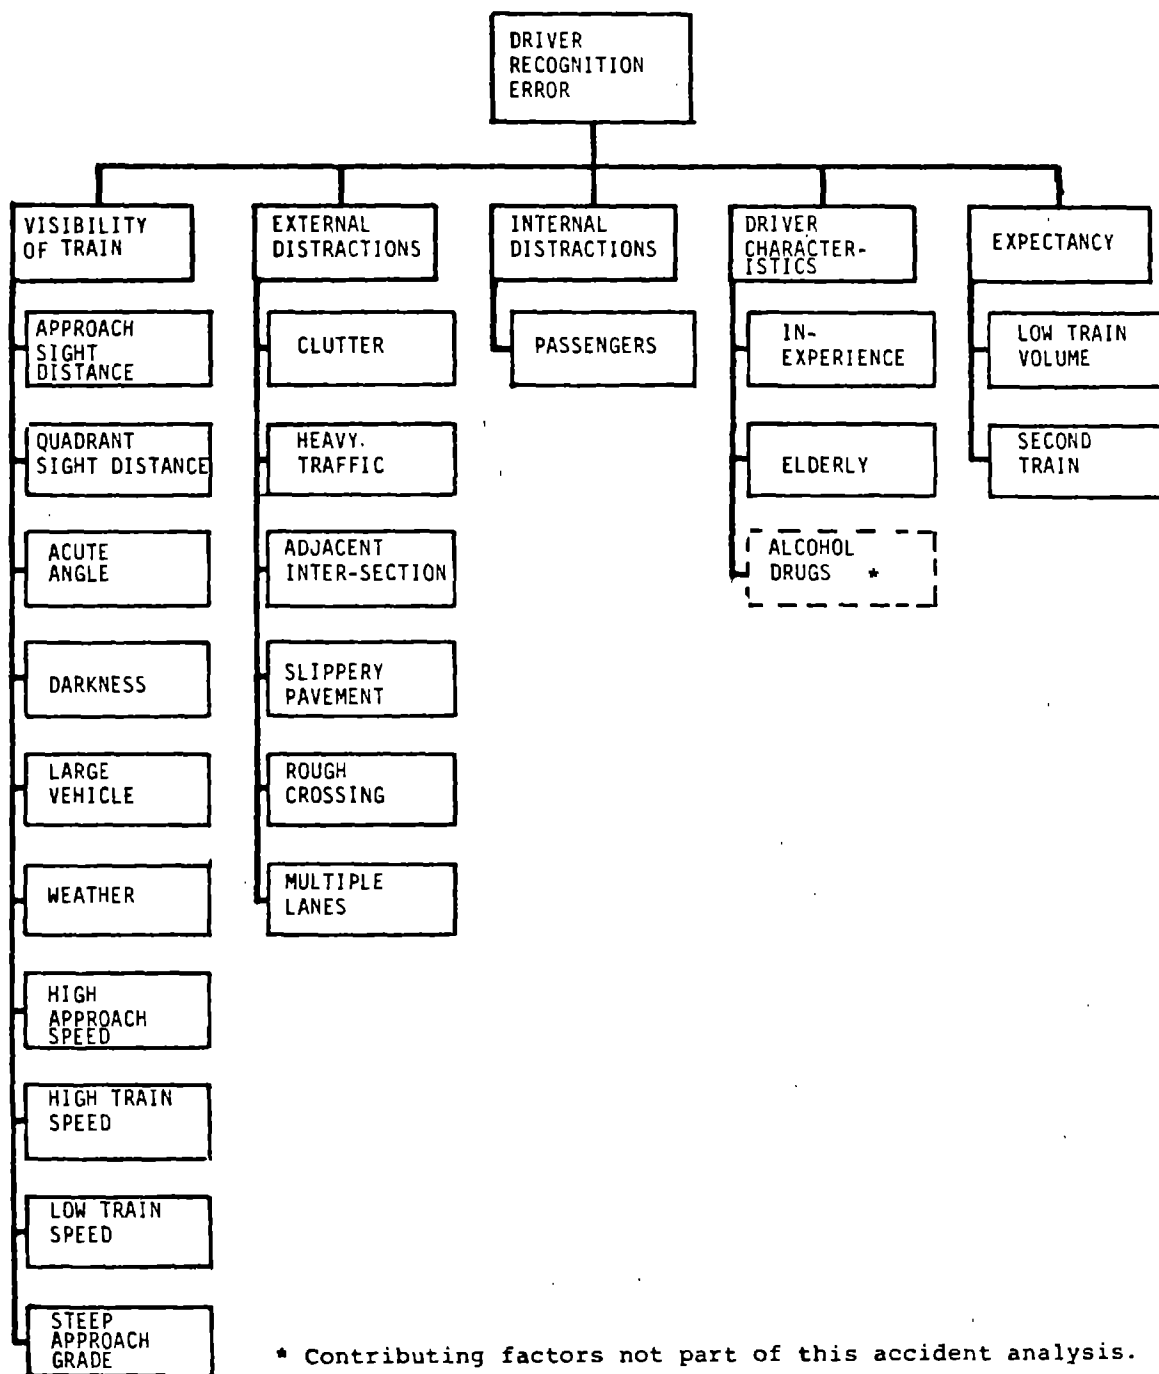 DRIVER
RECOGNITION
ERROR
VISIBILITY
OF TRAIN
APPROACH
SIGHT
DISTANCE
QUADRANT
SIGHT DISTANCE
ACUTE
ANGLE
DARKNESS
LARGE
VEHICLE
WEATHER
HIGH
APPROACH
SPEED
HIGH TRAIN
SPEED
LOW TRAIN
SPEED
STEEP
APPROACH
GRADE
EXTERNAL
DISTRACTIONS
CLUTTER
HEAVY.
TRAFFIC
ADJACENT
INTER-SECTION
SLIPPERY
PAVEMENT
ROUGH
CROSSING
MULTIPLE
LANES
INTERNAL
DISTRACTIONS
PASSENGERS
DRIVER
CHARACTER-
ISTICS
IN-
EXPERIENCE
ELDERLY
ALCOHOL
DRUGS *
EXPECTANCY
LOW TRAIN
VOLUME
SECOND
TRAIN
* Contributing factors not part of this accident analysis.